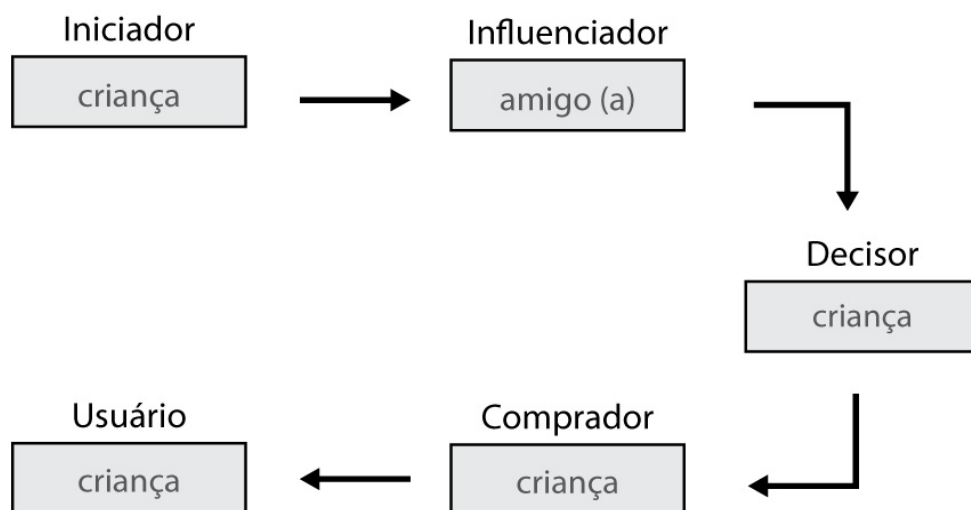 Iniciador
criança
Influenciador
amigo (a)
Decisor
criança
Comprador
criança
Usuário
criança